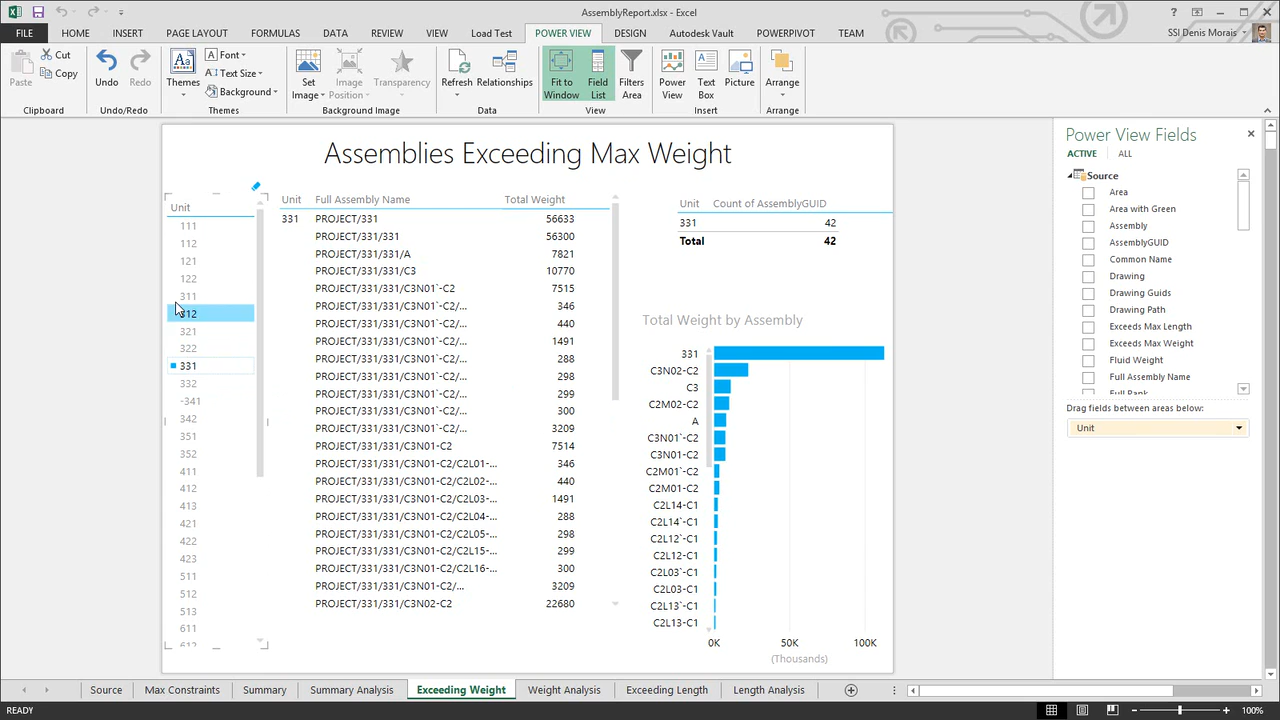 AssemblyReport.xlsx - Excel
FILE HOME INSERT PAGE LAYOUT FORMULAS DATA REVIEW VIEW Load Test POWER VIEW DESIGN Autodesk Vault POWERPIVOT TEAM SSI Denis Morais
Paste Cut Copy Undo Redo Themes Font Text Size Background Set Image Image Position Transparency Refresh Relationships Fit to Window Field List Filters Area Power View Text Box Picture Arrange
Clipboard Undo/Redo Themes Background Image Data View Insert Arrange
Assemblies Exceeding Max Weight
Unit
111
112
121
122
311
312
321
322
331
332
-341
342
351
352
411
412
413
421
422
423
511
512
513
611
612
Unit Full Assembly Name Total Weight
331 PROJECT/331 56633
PROJECT/331/331 56300
PROJECT/331/331/A 7821
PROJECT/331/331/C3 10770
PROJECT/331/331/C3N01`-C2 7515
PROJECT/331/331/C3N01`-C2/... 346
PROJECT/331/331/C3N01`-C2/... 440
PROJECT/331/331/C3N01`-C2/... 1491
PROJECT/331/331/C3N01`-C2/... 288
PROJECT/331/331/C3N01`-C2/... 298
PROJECT/331/331/C3N01`-C2/... 299
PROJECT/331/331/C3N01`-C2/... 300
PROJECT/331/331/C3N01`-C2/... 3209
PROJECT/331/331/C3N01-C2 7514
PROJECT/331/331/C3N01-C2/C2L01-... 346
PROJECT/331/331/C3N01-C2/C2L02-... 440
PROJECT/331/331/C3N01-C2/C2L03-... 1491
PROJECT/331/331/C3N01-C2/C2L04-... 288
PROJECT/331/331/C3N01-C2/C2L05-... 298
PROJECT/331/331/C3N01-C2/C2L15-... 299
PROJECT/331/331/C3N01-C2/C2L16-... 300
PROJECT/331/331/C3N01-C2/... 3209
PROJECT/331/331/C3N02-C2 22680
Unit Count of AssemblyGUID
331 42
Total 42
Total Weight by Assembly
331
C3N02-C2
C3
C2M02-C2
A
C3N01`-C2
C3N01-C2
C2M01`-C2
C2M01-C2
C2L14-C1
C2L14`-C1
C2L12`-C1
C2L12-C1
C2L03`-C1
C2L03-C1
C2L13`-C1
C2L13-C1
0K 50K 100K
(Thousands)
Power View Fields
ACTIVE ALL
Source
Area
Area with Green
Assembly
AssemblyGUID
Common Name
Drawing
Drawing Guids
Drawing Path
Exceeds Max Length
Exceeds Max Weight
Fluid Weight
Full Assembly Name
Full Rank
Drag fields between areas below:
Unit
Source Max Constraints Summary Summary Analysis Exceeding Weight Weight Analysis Exceeding Length Length Analysis
READY 100%